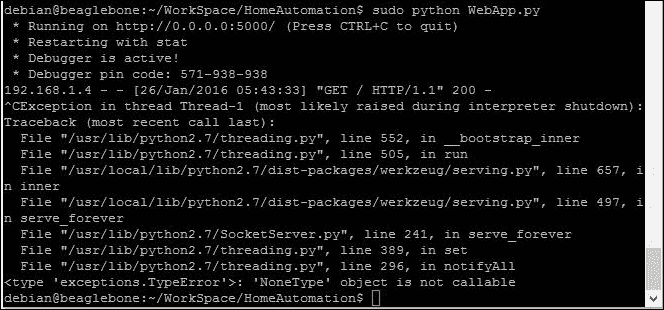 debian@beaglebone:~/WorkSpace/HomeAutomation$ sudo python WebApp.py
 * Running on http://0.0.0.0:5000/ (Press CTRL+C to quit)
 * Restarting with stat
 * Debugger is active!
 * Debugger pin code: 571-938-938
192.168.1.4 - - [26/Jan/2016 05:43:33] "GET / HTTP/1.1" 200 -
^CException in thread Thread-1 (most likely raised during interpreter shutdown):
Traceback (most recent call last):
  File "/usr/lib/python2.7/threading.py", line 552, in __bootstrap_inner
  File "/usr/lib/python2.7/threading.py", line 505, in run
  File "/usr/local/lib/python2.7/dist-packages/werkzeug/serving.py", line 657, i
n inner
  File "/usr/local/lib/python2.7/dist-packages/werkzeug/serving.py", line 497, i
n serve_forever
  File "/usr/lib/python2.7/SocketServer.py", line 241, in serve_forever
  File "/usr/lib/python2.7/threading.py", line 389, in set
  File "/usr/lib/python2.7/threading.py", line 296, in notifyAll
<type 'exceptions.TypeError'>: 'NoneType' object is not callable
debian@beaglebone:~/WorkSpace/HomeAutomation$